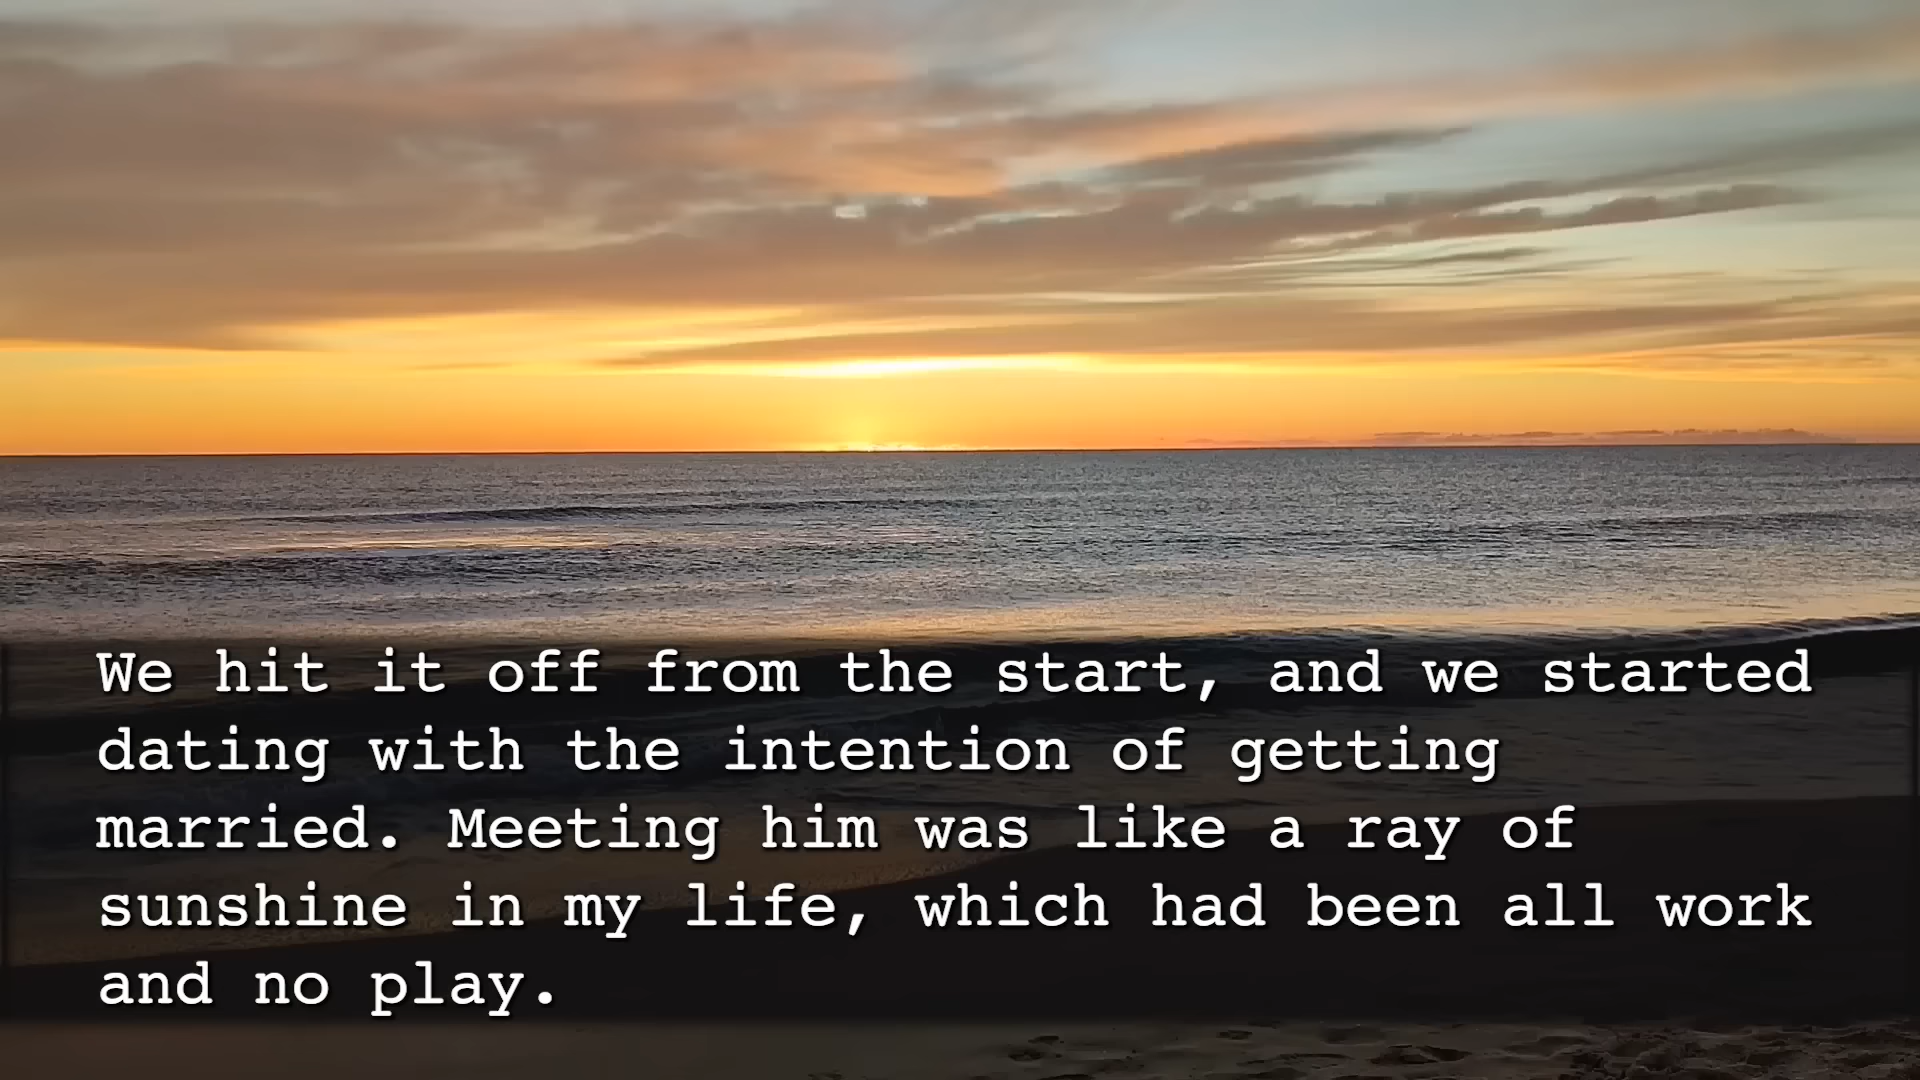 We hit it off from the start, and we started
dating with the intention of getting
married. Meeting him was like a ray of
sunshine in my life, which had been all work
and no play.